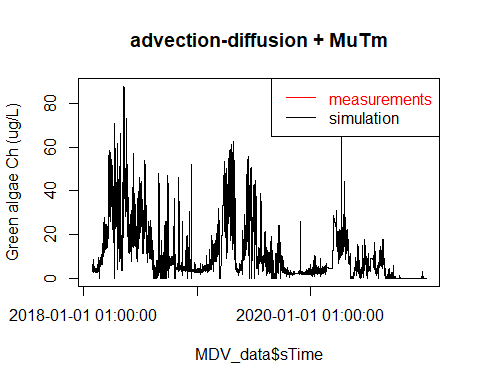 advection-diffusion + MuTm
measurements
simulation
Green algae Ch (ug/L)
80
60
40
20
0
2018-01-01 01:00:00
2020-01-01 01:00:00
MDV_data$sTime